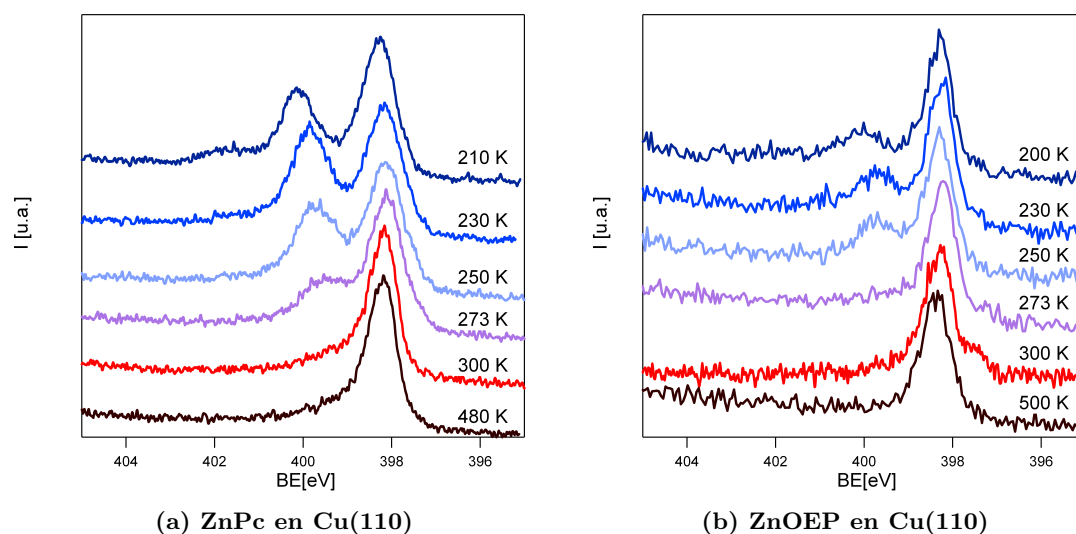 I [u.a.]
210 K
230 K
250 K
273 K
300 K
480 K
404 402 400 398 396
BE[eV]
(a) ZnPc en Cu(110)
I [u.a.]
200 K
230 K
250 K
273 K
300 K
500 K
404 402 400 398 396
BE[eV]
(b) ZnOEP en Cu(110)